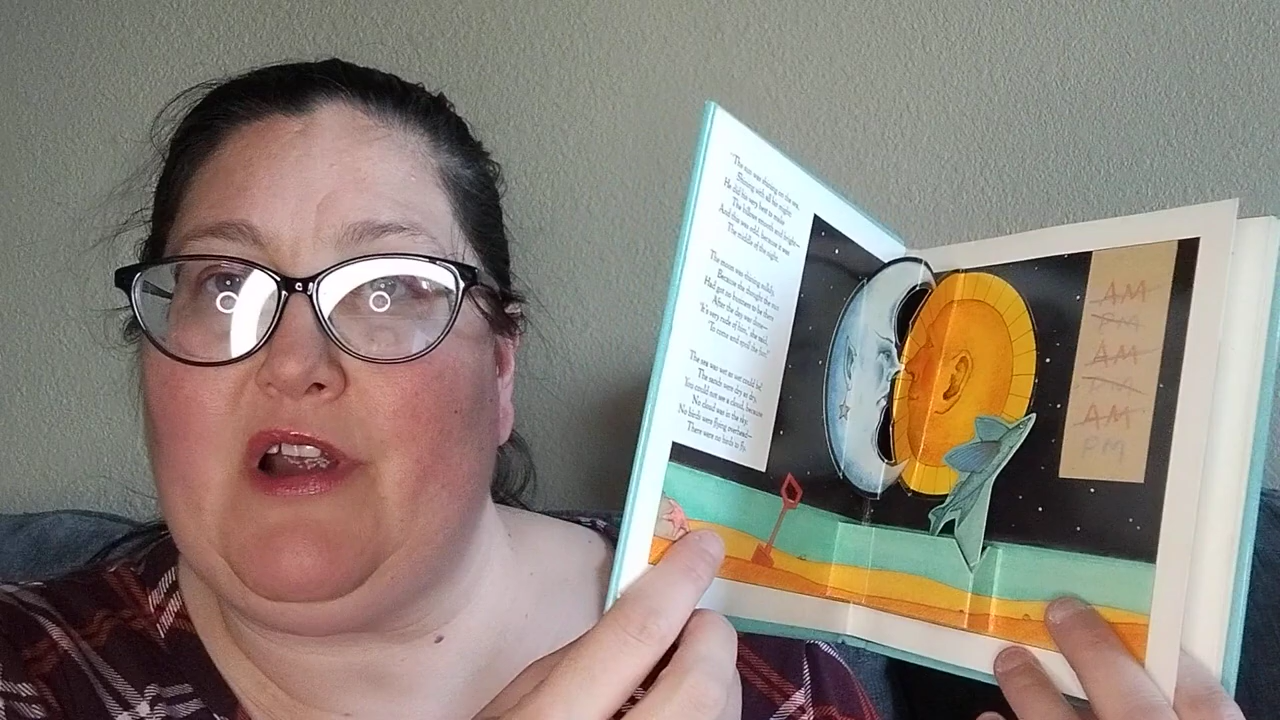 "The sun was shining on the sea,
Shining with all his might:
He did his very best to make
The billows smooth and bright—
And this was odd, because it was
The middle of the night.
The moon was shining sulkily,
Because she thought the sun
Had got no business to be there
After the day was done—
"It's very rude of him," she said,
"To come and spoil the fun!"
The sea was wet as wet could be,
The sands were dry as dry.
You could not see a cloud, because
No cloud was in the sky:
No birds were flying overhead—
There were no birds to fly.
AM
PM
AM
PM
AM
PM